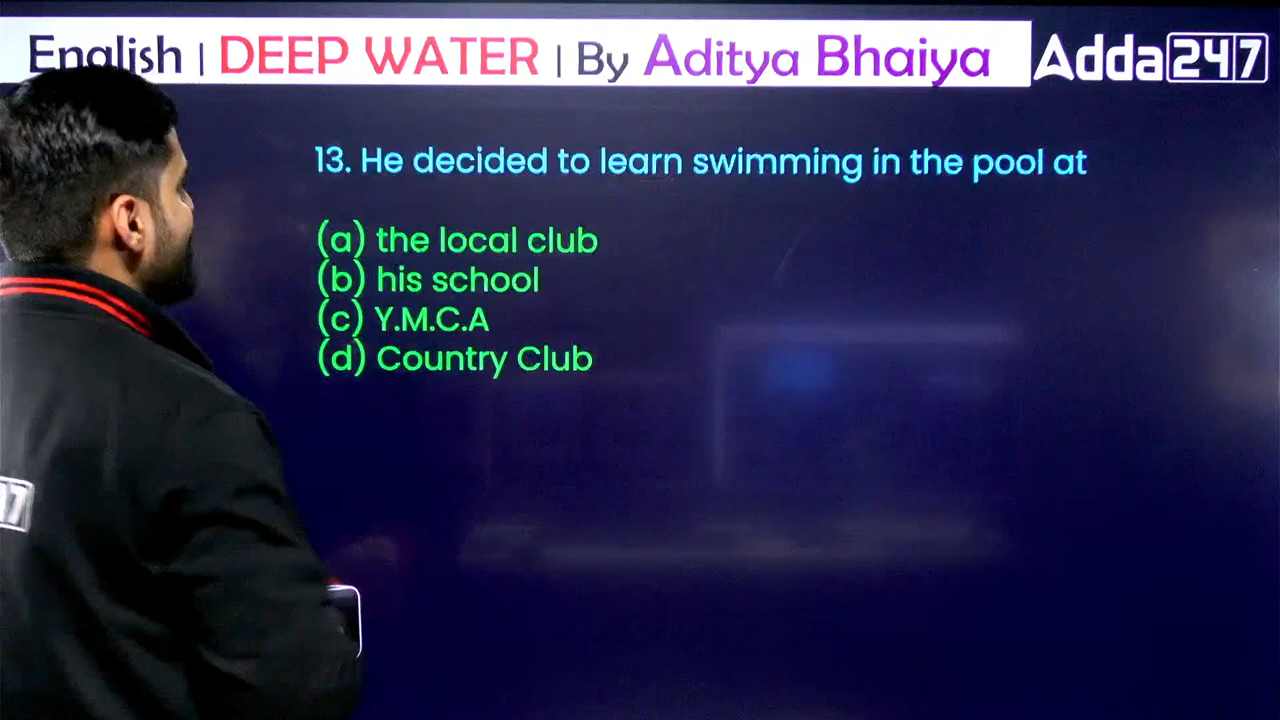 English | DEEP WATER | By Aditya Bhaiya Adda247
13. He decided to learn swimming in the pool at
(a) the local club
(b) his school
(c) Y.M.C.A
(d) Country Club
17